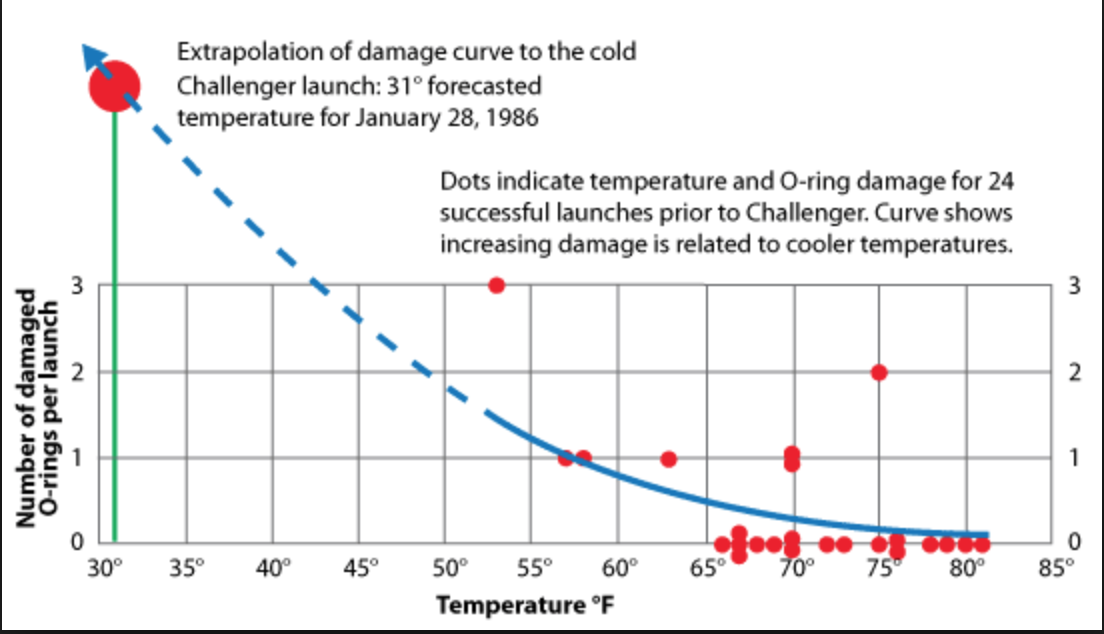 Extrapolation of damage curve to the cold
Challenger launch: 31° forecasted
temperature for January 28, 1986
Dots indicate temperature and O-ring damage for 24
successful launches prior to Challenger. Curve shows
increasing damage is related to cooler temperatures.
Number of damaged
O-rings per launch
3 3
2 2
1 1
0 0
30° 35° 40° 45° 50° 55° 60° 65° 70° 75° 80° 85°
Temperature °F